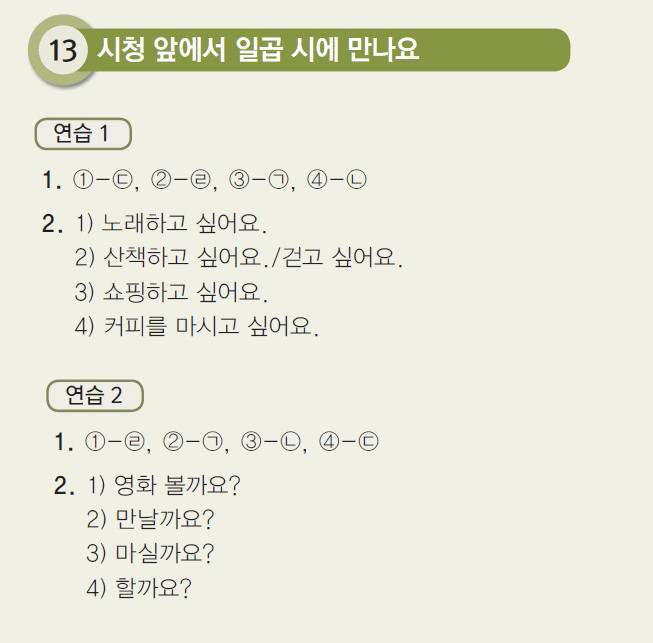 13 시청 앞에서 일곱 시에 만나요
연습 1
1. ①-㉢, ②-㉣, ③-㉠, ④-㉡
2. 1) 노래하고 싶어요.
2) 산책하고 싶어요./걷고 싶어요.
3) 쇼핑하고 싶어요.
4) 커피를 마시고 싶어요.
연습 2
1. ①-㉣, ②-㉠, ③-㉡, ④-㉢
2. 1) 영화 볼까요?
2) 만날까요?
3) 마실까요?
4) 할까요?